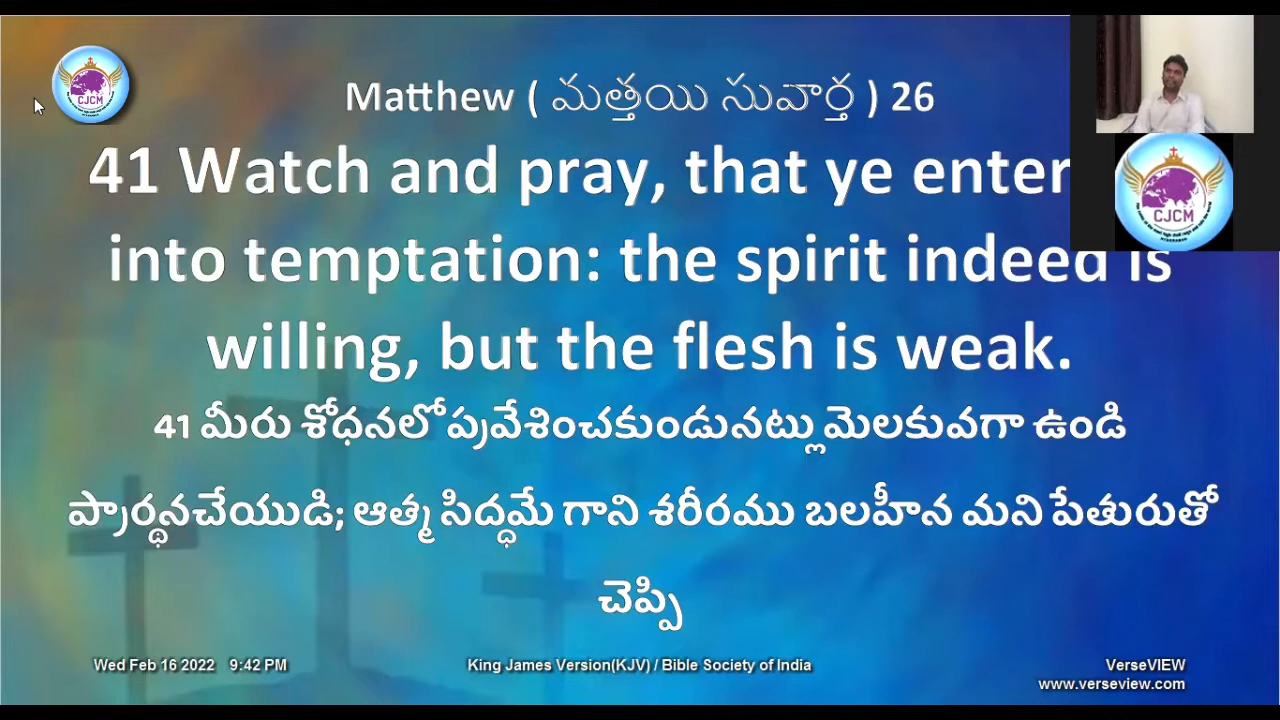 CJCM
Matthew ( మత్తయి సువార్త ) 26
41 Watch and pray, that ye enter
into temptation: the spirit indeed is
willing, but the flesh is weak.
41 మీరు శోధనలో ప్రవేశించకుండునట్లు మెలకువగా ఉండి
ప్రార్థనచేయుడి; ఆత్మ సిద్ధమే గాని శరీరము బలహీన మని పేతురుతో
చెప్పి
Wed Feb 16 2022 9:42 PM
King James Version(KJV) / Bible Society of India
VerseVIEW
www.verseview.com
CJCM